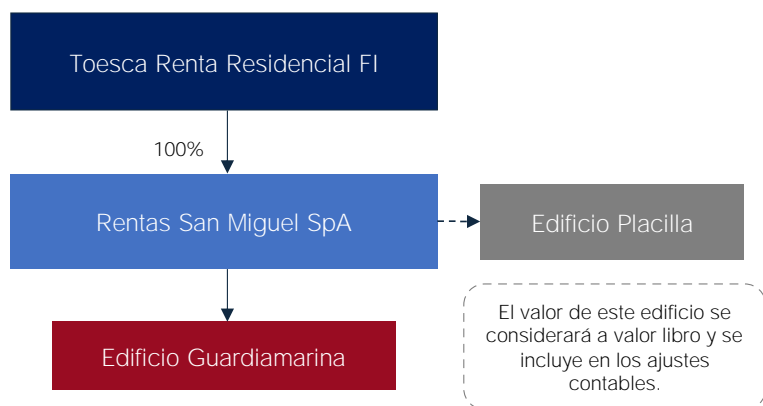 Toesca Renta Residencial FI
100%
Rentas San Miguel SpA
Edificio Placilla
El valor de este edificio se
considerará a valor libro y se
incluye en los ajustes
contables.
Edificio Guardiamarina